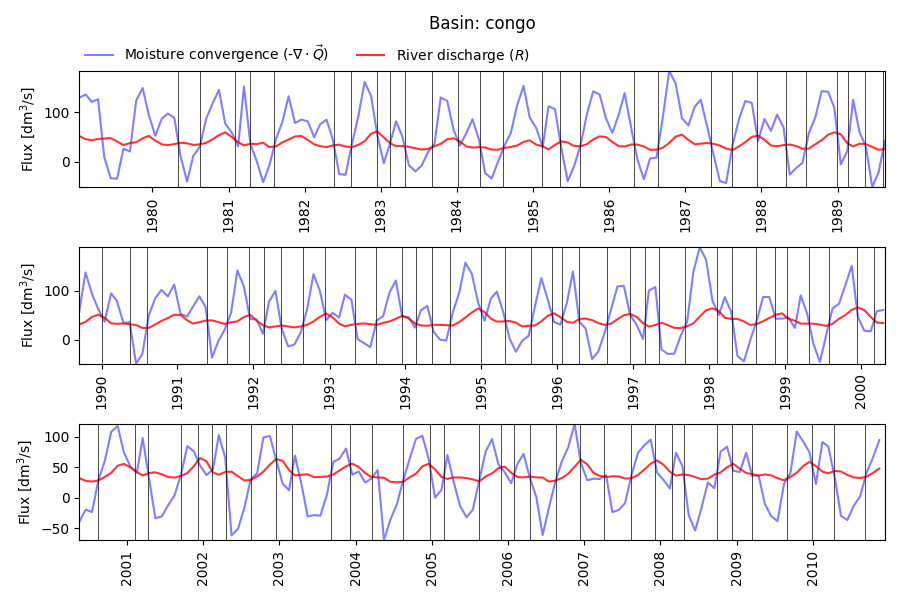 Basin: congo
Moisture convergence (-∇ · Q⃗) River discharge (R)
Flux [dm³/s]
100
0
1980 1981 1982 1983 1984 1985 1986 1987 1988 1989
Flux [dm³/s]
100
0
1990 1991 1992 1993 1994 1995 1996 1997 1998 1999 2000
Flux [dm³/s]
100
50
0
−50
2001 2002 2003 2004 2005 2006 2007 2008 2009 2010